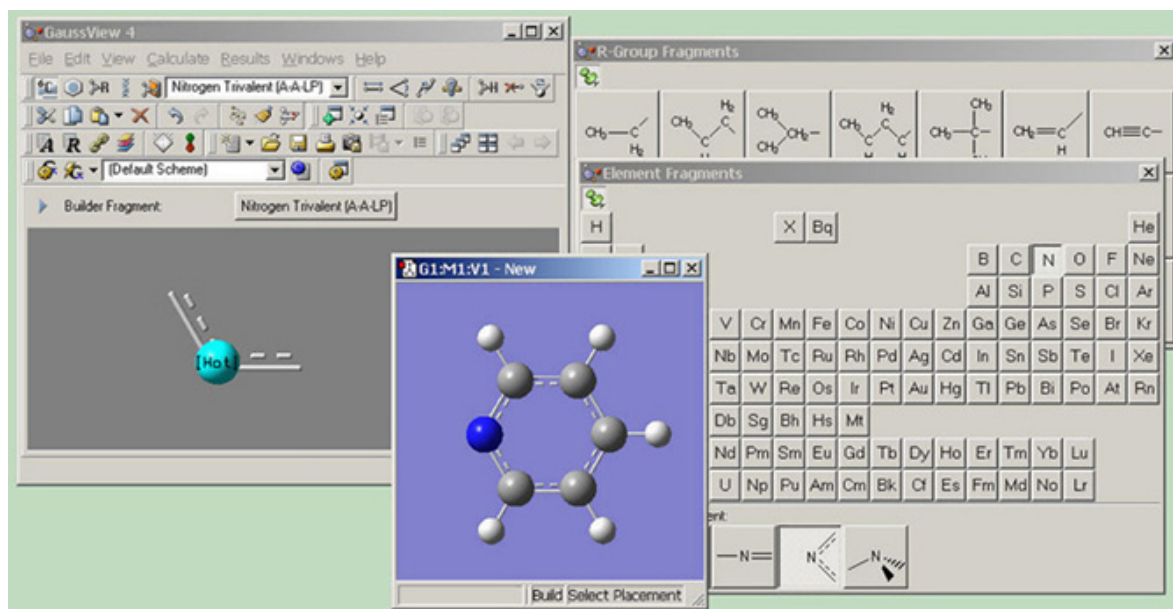 GaussView 4
File Edit View Calculate Results Windows Help
R Nitrogen Trivalent (A-A-LP) H
A R
(Default Scheme)
Builder Fragment: Nitrogen Trivalent (A-A-LP)
[Hot]
R-Group Fragments
CH₃ C H₂
CH₃ H₂ C C H
CH₃ CH₃ CH
CH₂=C H
CH≡C
Element Fragments
H X Bq He
B C N O F Ne
Al Si P S Cl Ar
V Cr Mn Fe Co Ni Cu Zn Ga Ge As Se Br Kr
Nb Mo Tc Ru Rh Pd Ag Cd In Sn Sb Te I Xe
Ta W Re Os Ir Pt Au Hg Tl Pb Bi Po At Rn
Db Sg Bh Hs Mt
Nd Pm Sm Eu Gd Tb Dy Ho Er Tm Yb Lu
U Np Pu Am Cm Bk Cf Es Fm Md No Lr
N N N
G1:M1:V1 - New
Build Select Placement